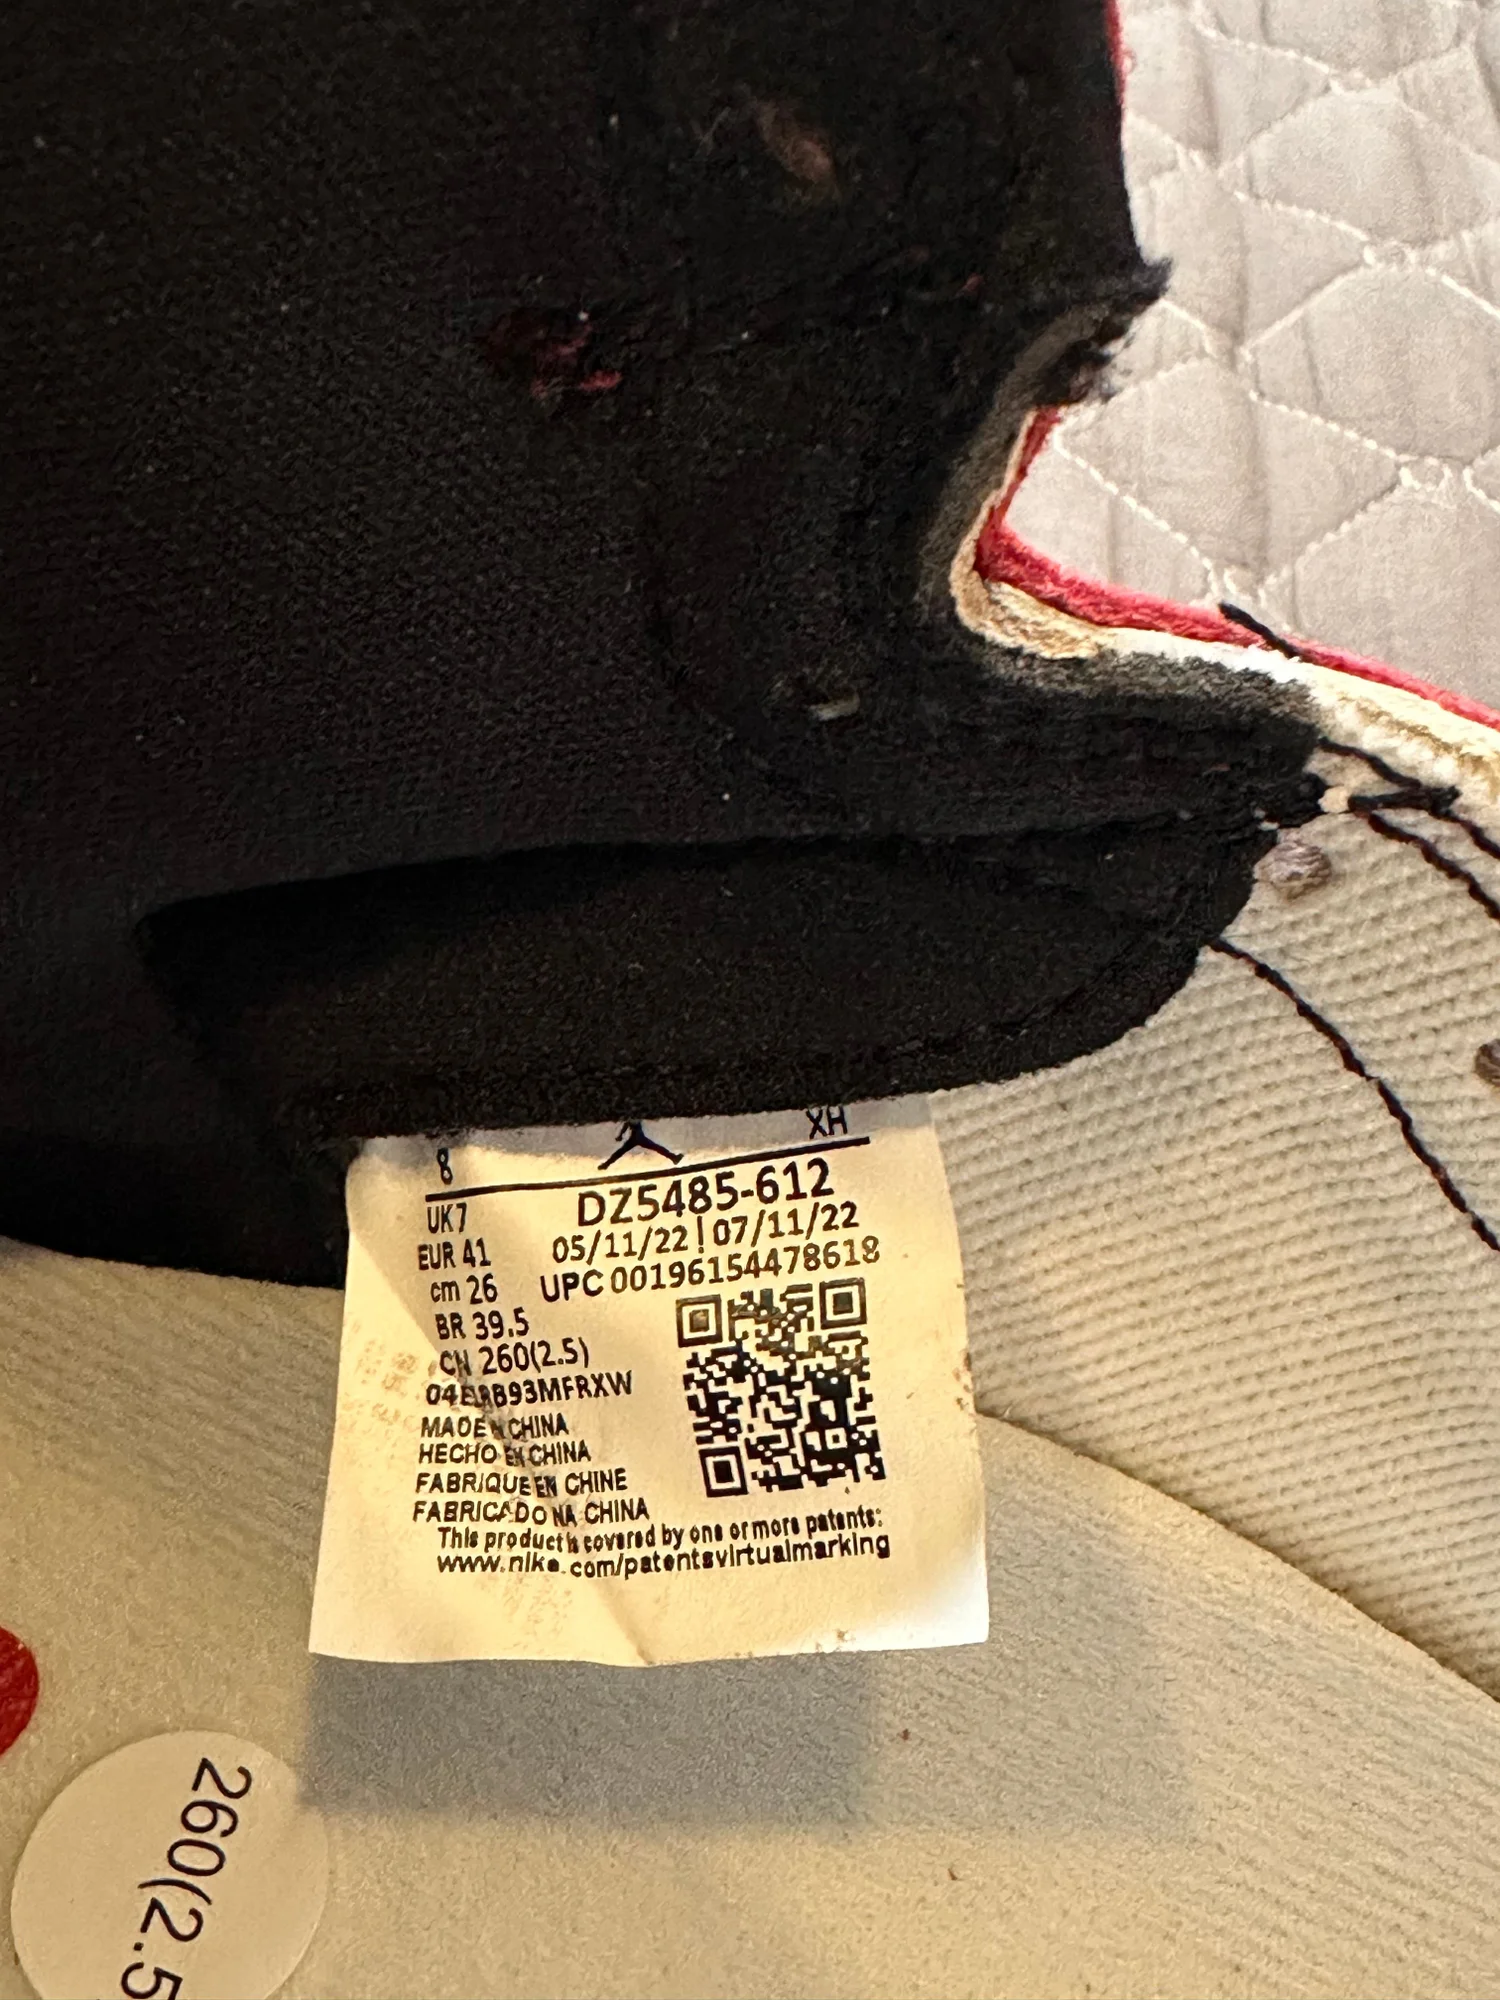 8 XH
UK 7 DZ5485-612
EUR 41 05/11/22 | 07/11/22
cm 26 UPC 00196154478618
BR 39.5
CN 260(2.5)
MADE IN CHINA
HECHO EN CHINA
FABRIQUE EN CHINE
FABRICADO NA CHINA
This product is covered by one or more patents:
www.nike.com/patentsvirtualmarking
260(2.5